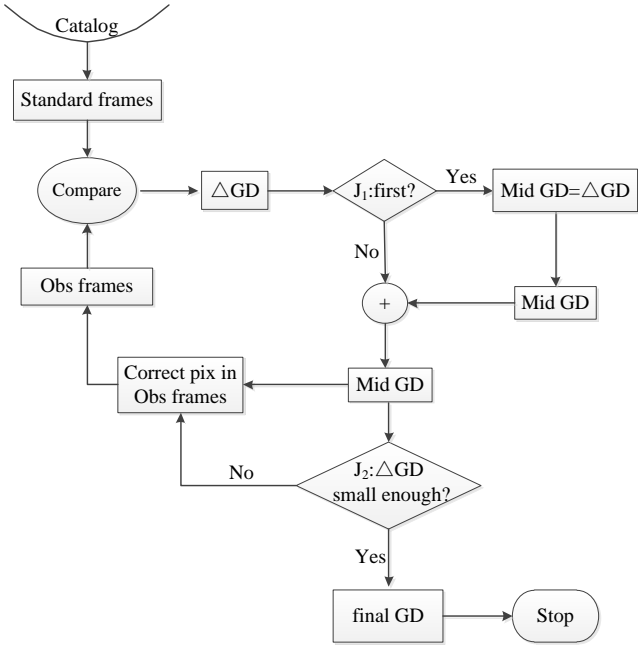 Catalog
Standard frames
Compare
△GD
J₁:first?
Yes
Mid GD=△GD
No
Obs frames
+
Mid GD
Correct pix in
Obs frames
Mid GD
No
J₂:△GD
small enough?
Yes
final GD
Stop